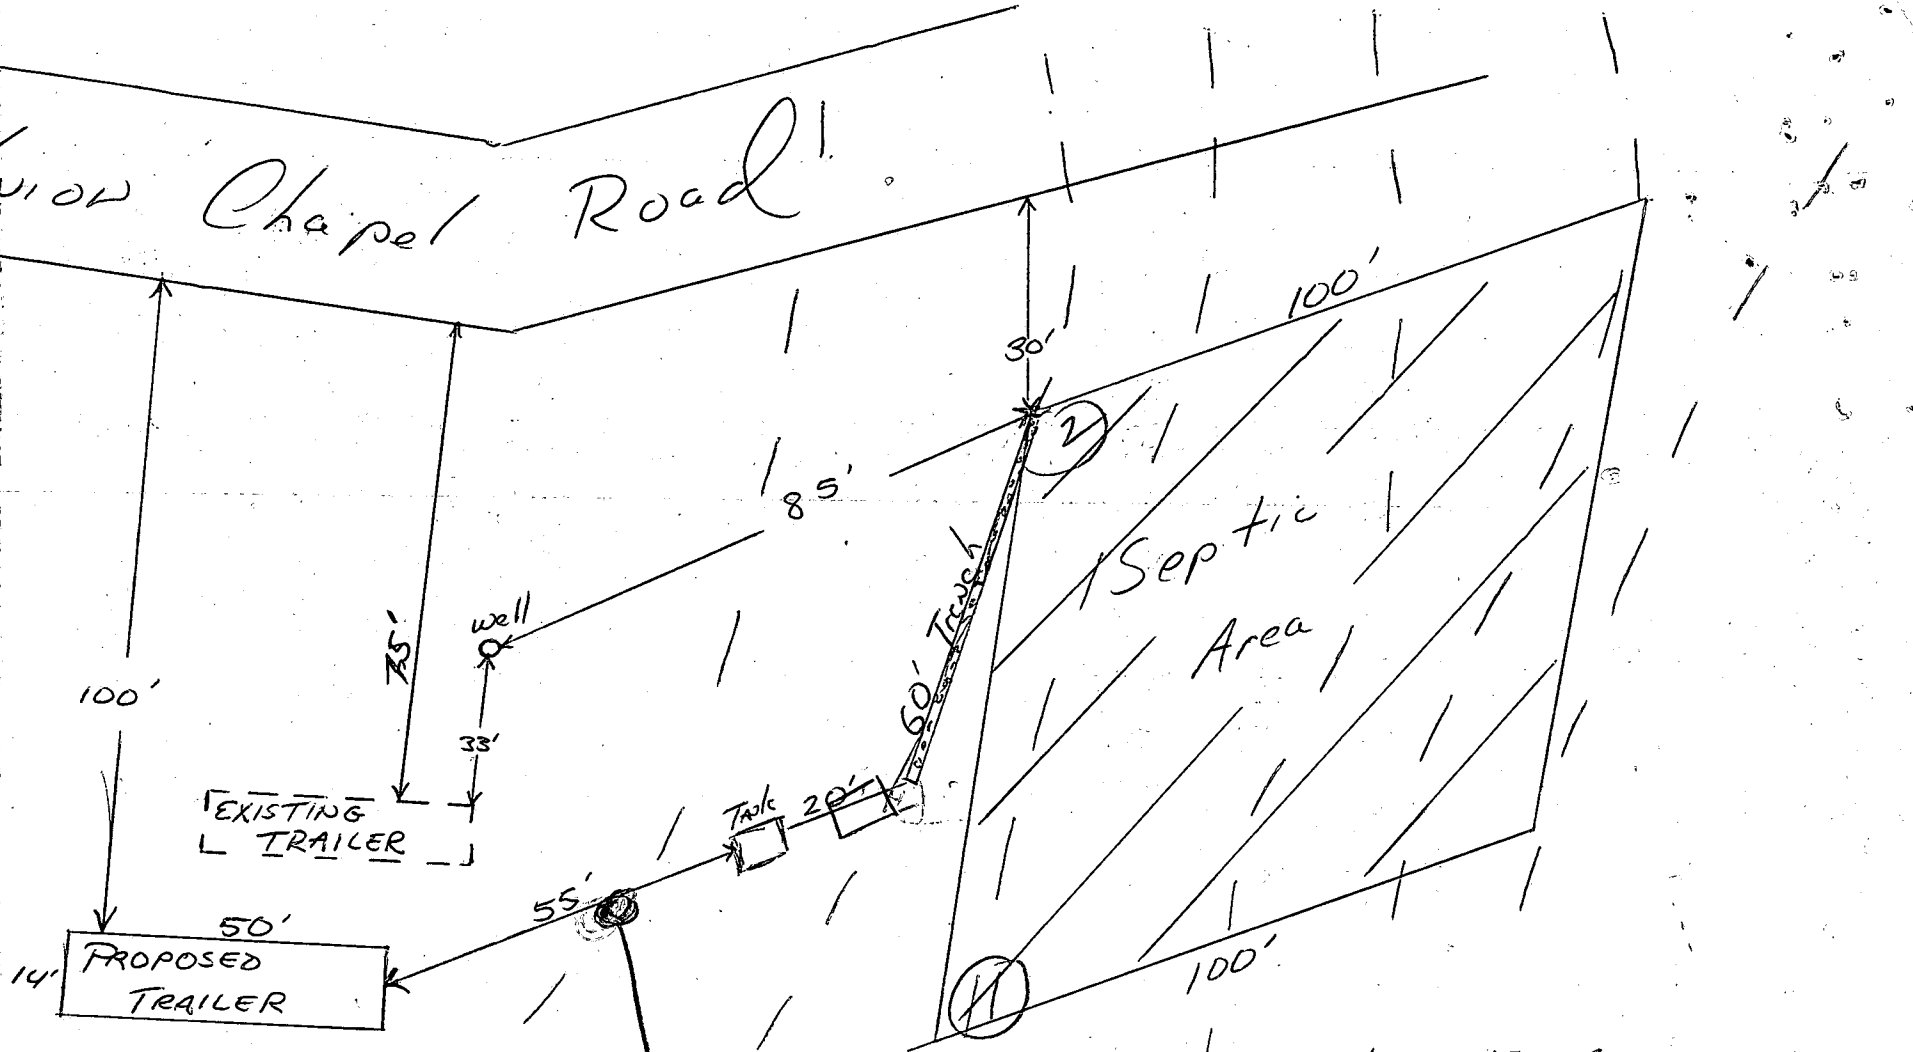 Chapel Road
100'
30'
2
85'
Septic
Area
well
75'
Trench
60'
100'
33'
Tank
20'
EXISTING
TRAILER
55'
50'
PROPOSED
TRAILER
14'
100'